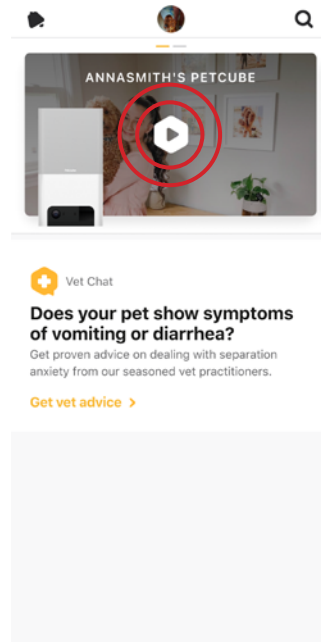 ANNASMITH'S PETCUBE
Vet Chat
Does your pet show symptoms
of vomiting or diarrhea?
Get proven advice on dealing with separation
anxiety from our seasoned vet practitioners.
Get vet advice >